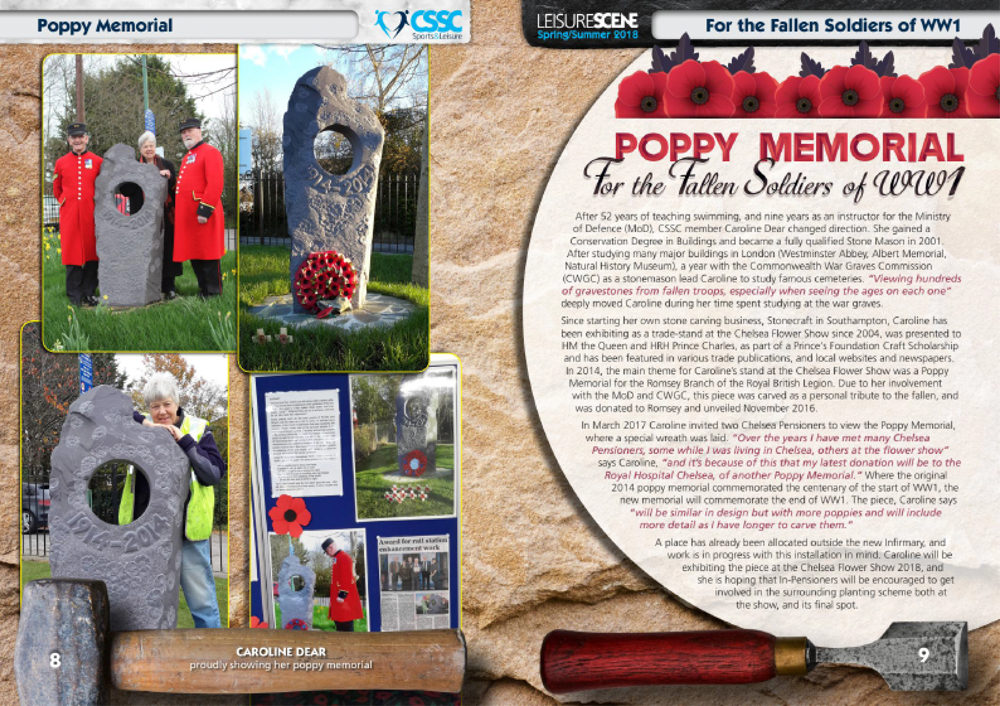 Poppy Memorial
CSSC
Sports&Leisure
2014-2014
2014-201
Award for rail station
enhancement work
CAROLINE DEAR
proudly showing her poppy memorial
8
LEISURESCENE
Spring/Summer 2018
For the Fallen Soldiers of WW1
POPPY MEMORIAL
For the Fallen Soldiers of WW1
After 52 years of teaching swimming, and nine years as an instructor for the Ministry
of Defence (MoD), CSSC member Caroline Dear changed direction. She gained a
Conservation Degree in Buildings and became a fully qualified Stone Mason in 2001.
After studying many major buildings in London (Westminster Abbey, Albert Memorial,
Natural History Museum), a year with the Commonwealth War Graves Commission
(CWGC) as a stonemason lead Caroline to study famous cemeteries. "Viewing hundreds
of gravestones from fallen troops, especially when seeing the ages on each one"
deeply moved Caroline during her time spent studying at the war graves.
Since starting her own stone carving business, Stonecraft in Southampton, Caroline has
been exhibiting as a trade-stand at the Chelsea Flower Show since 2004, was presented to
HM the Queen and HRH Prince Charles, as part of a Prince's Foundation Craft Scholarship
and has been featured in various trade publications, and local websites and newspapers.
In 2014, the main theme for Caroline's stand at the Chelsea Flower Show was a Poppy
Memorial for the Romsey Branch of the Royal British Legion. Due to her involvement
with the MoD and CWGC, this piece was carved as a personal tribute to the fallen, and
was donated to Romsey and unveiled November 2016.
In March 2017 Caroline invited two Chelsea Pensioners to view the Poppy Memorial,
where a special wreath was laid. "Over the years I have met many Chelsea
Pensioners, some while I was living in Chelsea, others at the flower show"
says Caroline, "and it's because of this that my latest donation will be to the
Royal Hospital Chelsea, of another Poppy Memorial." Where the original
2014 poppy memorial commemorated the centenary of the start of WW1, the
new memorial will commemorate the end of WW1. The piece, Caroline says
"will be similar in design but with more poppies and will include
more detail as I have longer to carve them."
A place has already been allocated outside the new Infirmary, and
work is in progress with this installation in mind. Caroline will be
exhibiting the piece at the Chelsea Flower Show 2018, and
she is hoping that In-Pensioners will be encouraged to get
involved in the surrounding planting scheme both at
the show, and its final spot.
9